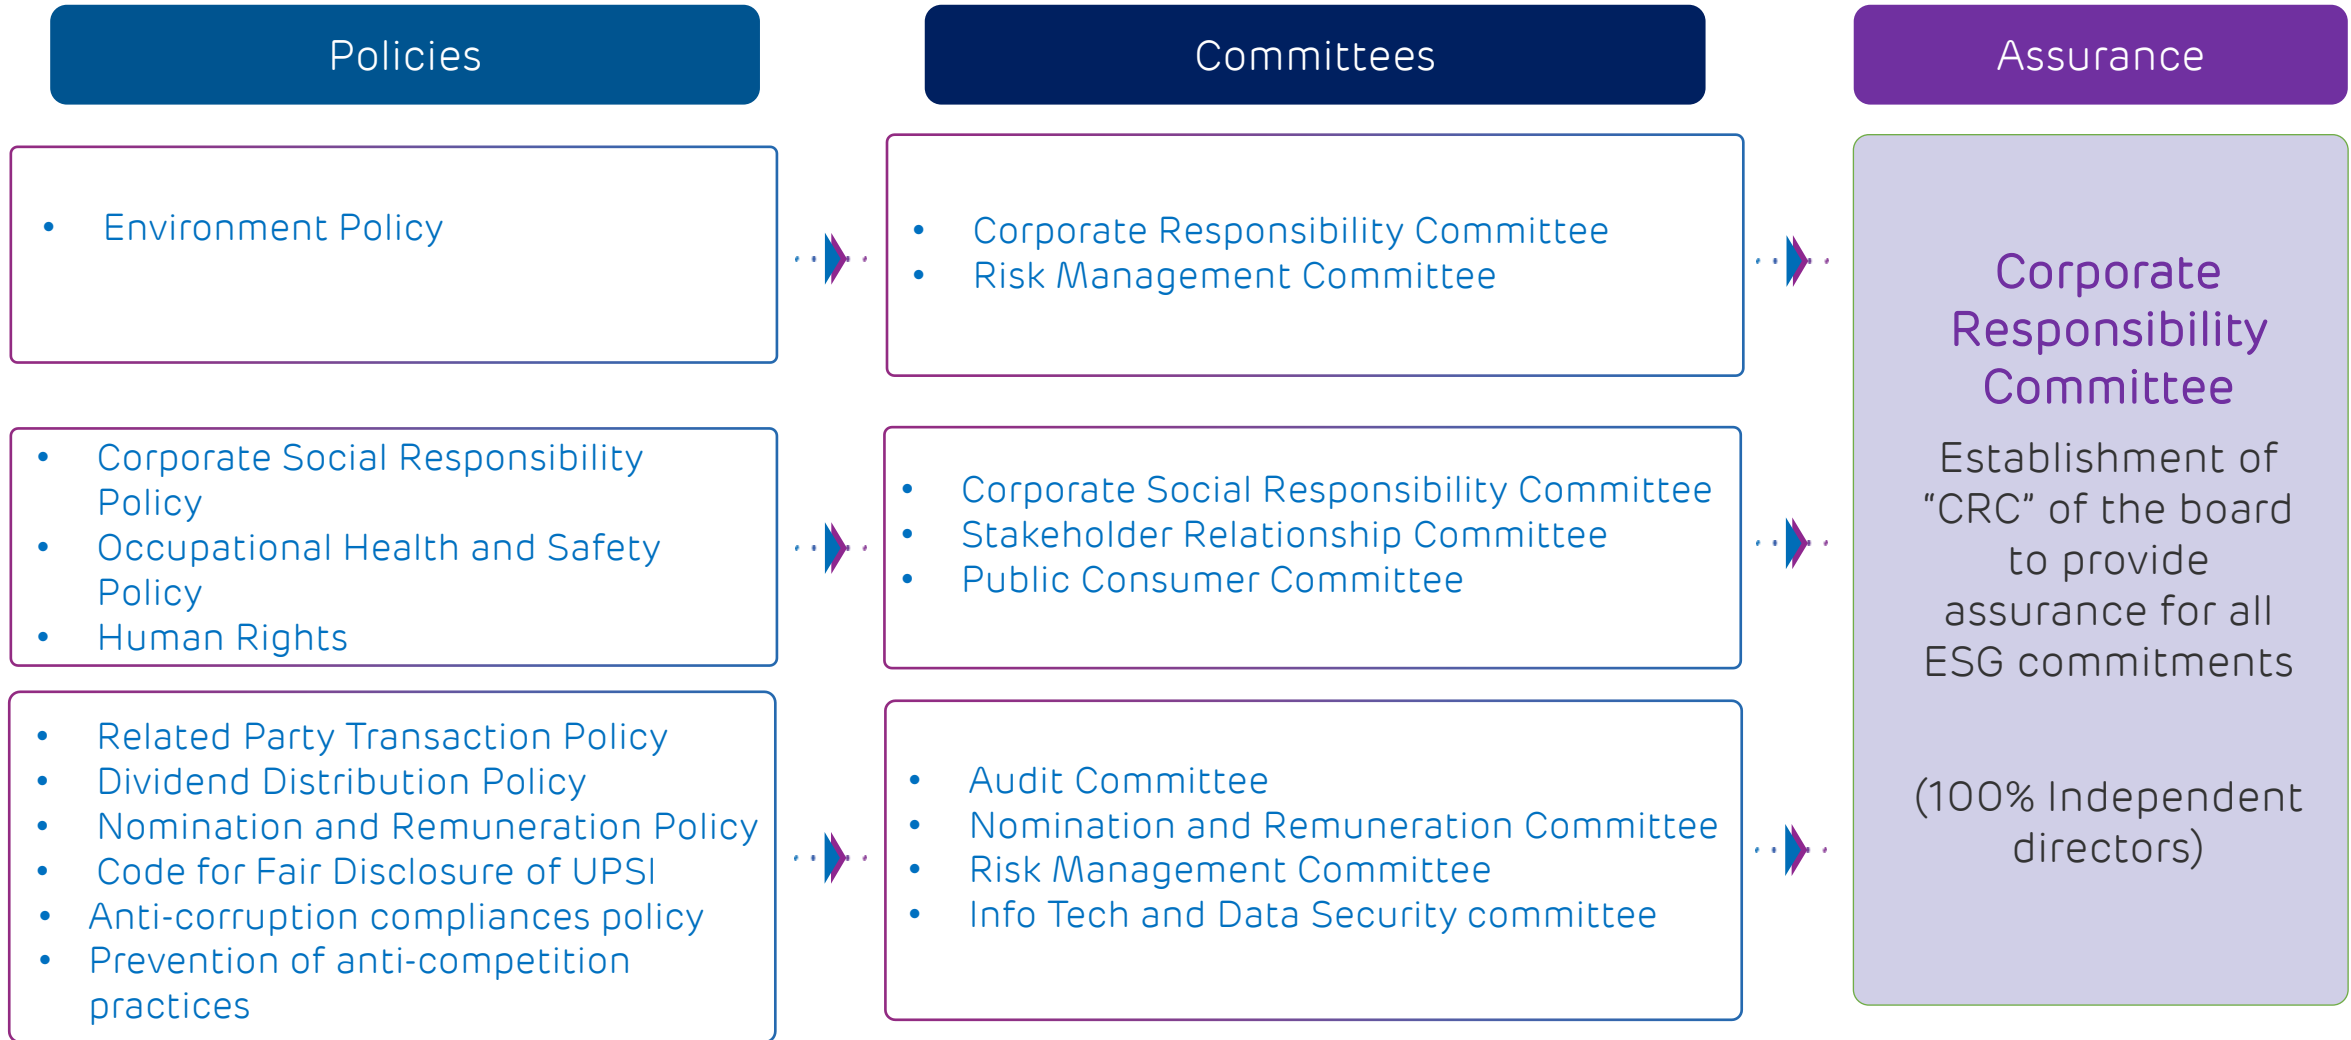 Policies
Committees
Assurance
• Environment Policy
• Corporate Responsibility Committee
• Risk Management Committee
• Corporate Social Responsibility
Policy
• Occupational Health and Safety
Policy
• Human Rights
• Corporate Social Responsibility Committee
• Stakeholder Relationship Committee
• Public Consumer Committee
• Related Party Transaction Policy
• Dividend Distribution Policy
• Nomination and Remuneration Policy
• Code for Fair Disclosure of UPSI
• Anti-corruption compliances policy
• Prevention of anti-competition
practices
• Audit Committee
• Nomination and Remuneration Committee
• Risk Management Committee
• Info Tech and Data Security committee
Corporate
Responsibility
Committee
Establishment of
“CRC” of the board
to provide
assurance for all
ESG commitments
(100% Independent
directors)